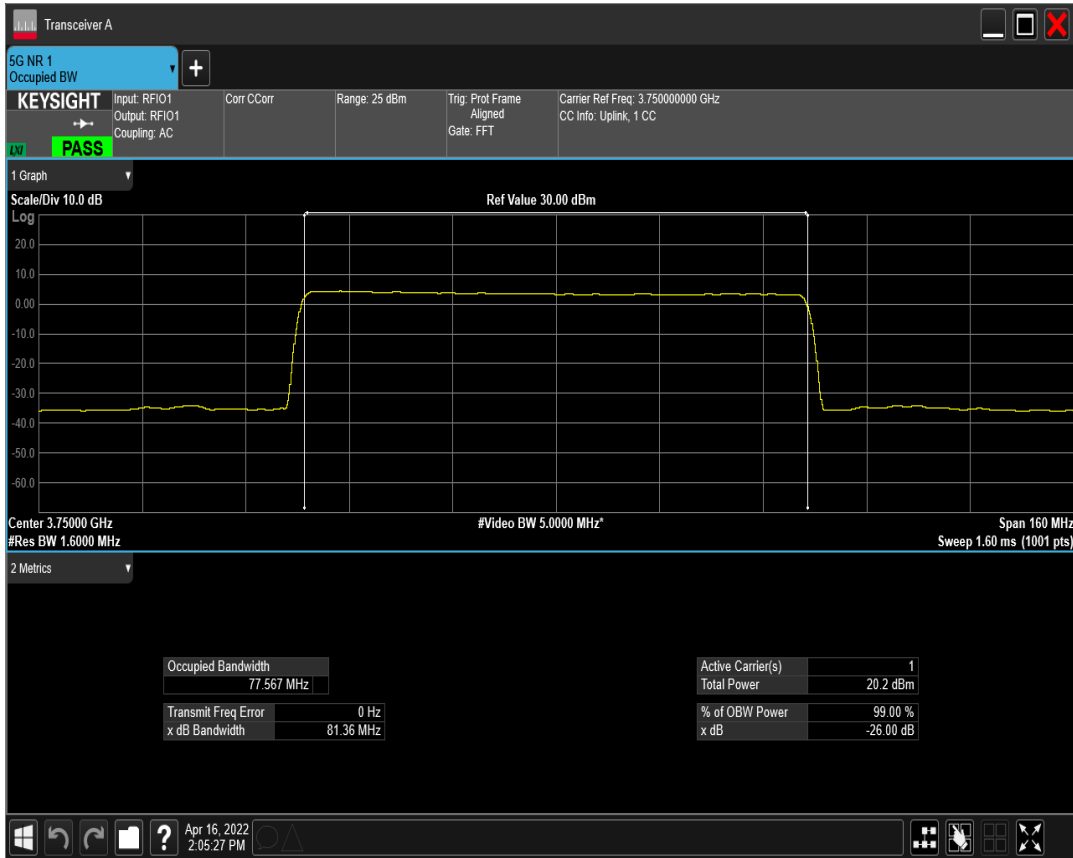 Transceiver A
5G NR 1
Occupied BW
KEYSIGHT
LXI
PASS
Input: RFIO1
Output: RFIO1
Coupling: AC
Corr CCorr
Range: 25 dBm
Trig: Prot Frame
Aligned
Gate: FFT
Carrier Ref Freq: 3.750000000 GHz
CC Info: Uplink, 1 CC
1 Graph
Scale/Div 10.0 dB
Ref Value 30.00 dBm
Log
20.0
10.0
0.00
-10.0
-20.0
-30.0
-40.0
-50.0
-60.0
Center 3.75000 GHz
#Video BW 5.0000 MHz*
Span 160 MHz
#Res BW 1.6000 MHz
Sweep 1.60 ms (1001 pts)
2 Metrics
Occupied Bandwidth
77.567 MHz
Transmit Freq Error 0 Hz
x dB Bandwidth 81.36 MHz
Active Carrier(s) 1
Total Power 20.2 dBm
% of OBW Power 99.00 %
x dB -26.00 dB
?
Apr 16, 2022
2:05:27 PM